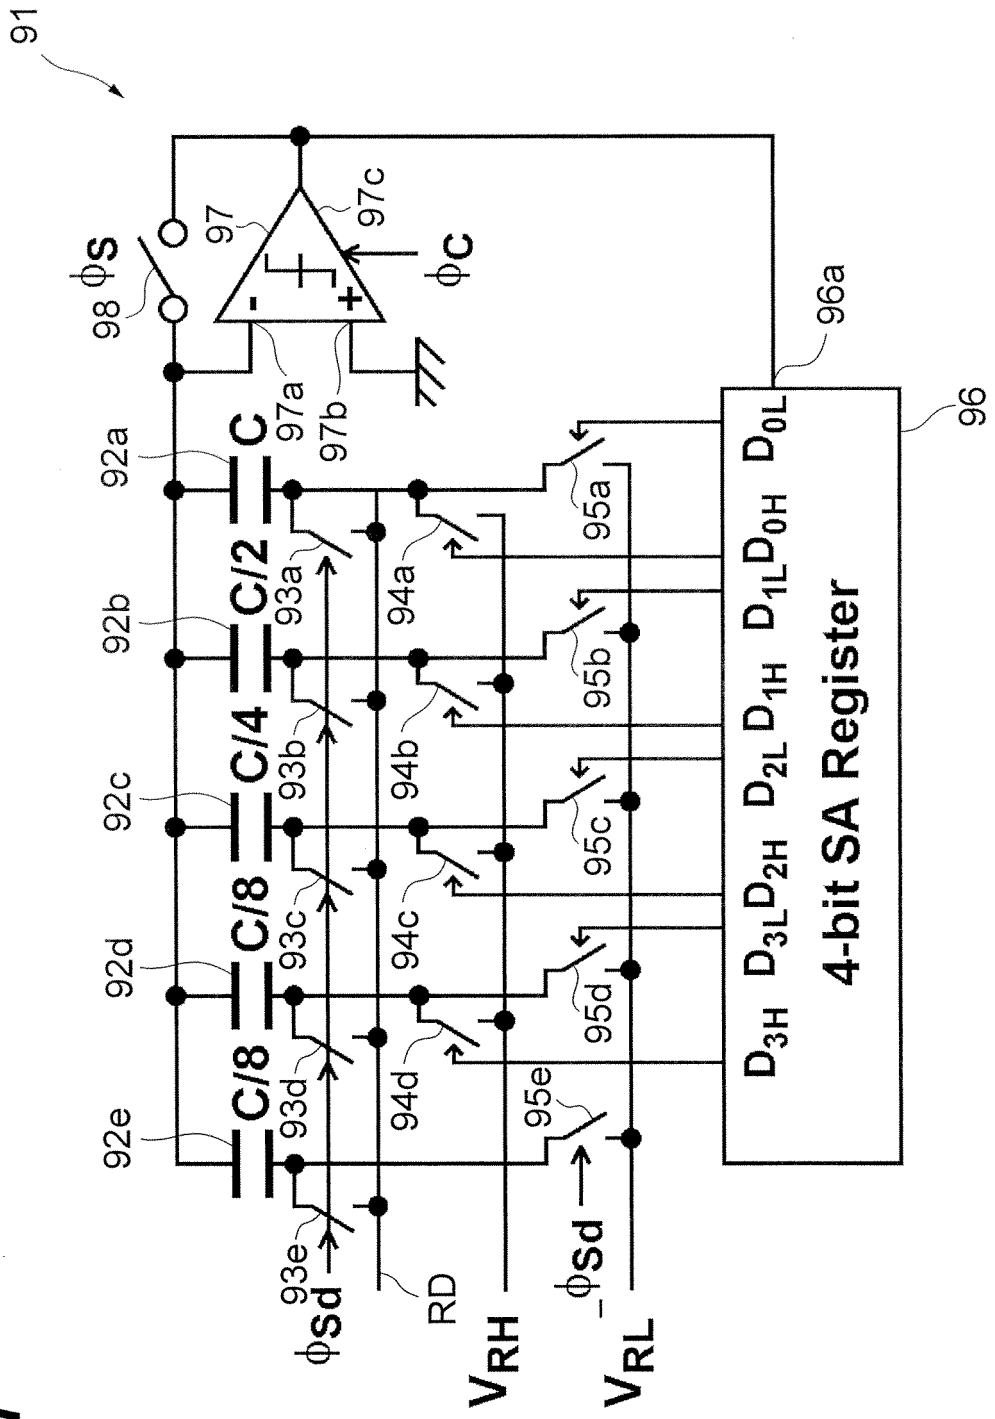 91
ϕS
98
97
97c
ϕC
97a
97b
92e
92d
92c
92b
92a
C/8
C/8
C/4
C/2
C
93e
93d
93c
93b
93a
ϕSd
RD
94d
94c
94b
94a
VRH
95e
95d
95c
95b
95a
_ϕSd
VRL
96a
D3H D3L D2H D2L D1H D1L D0H D0L
4-bit SA Register
96